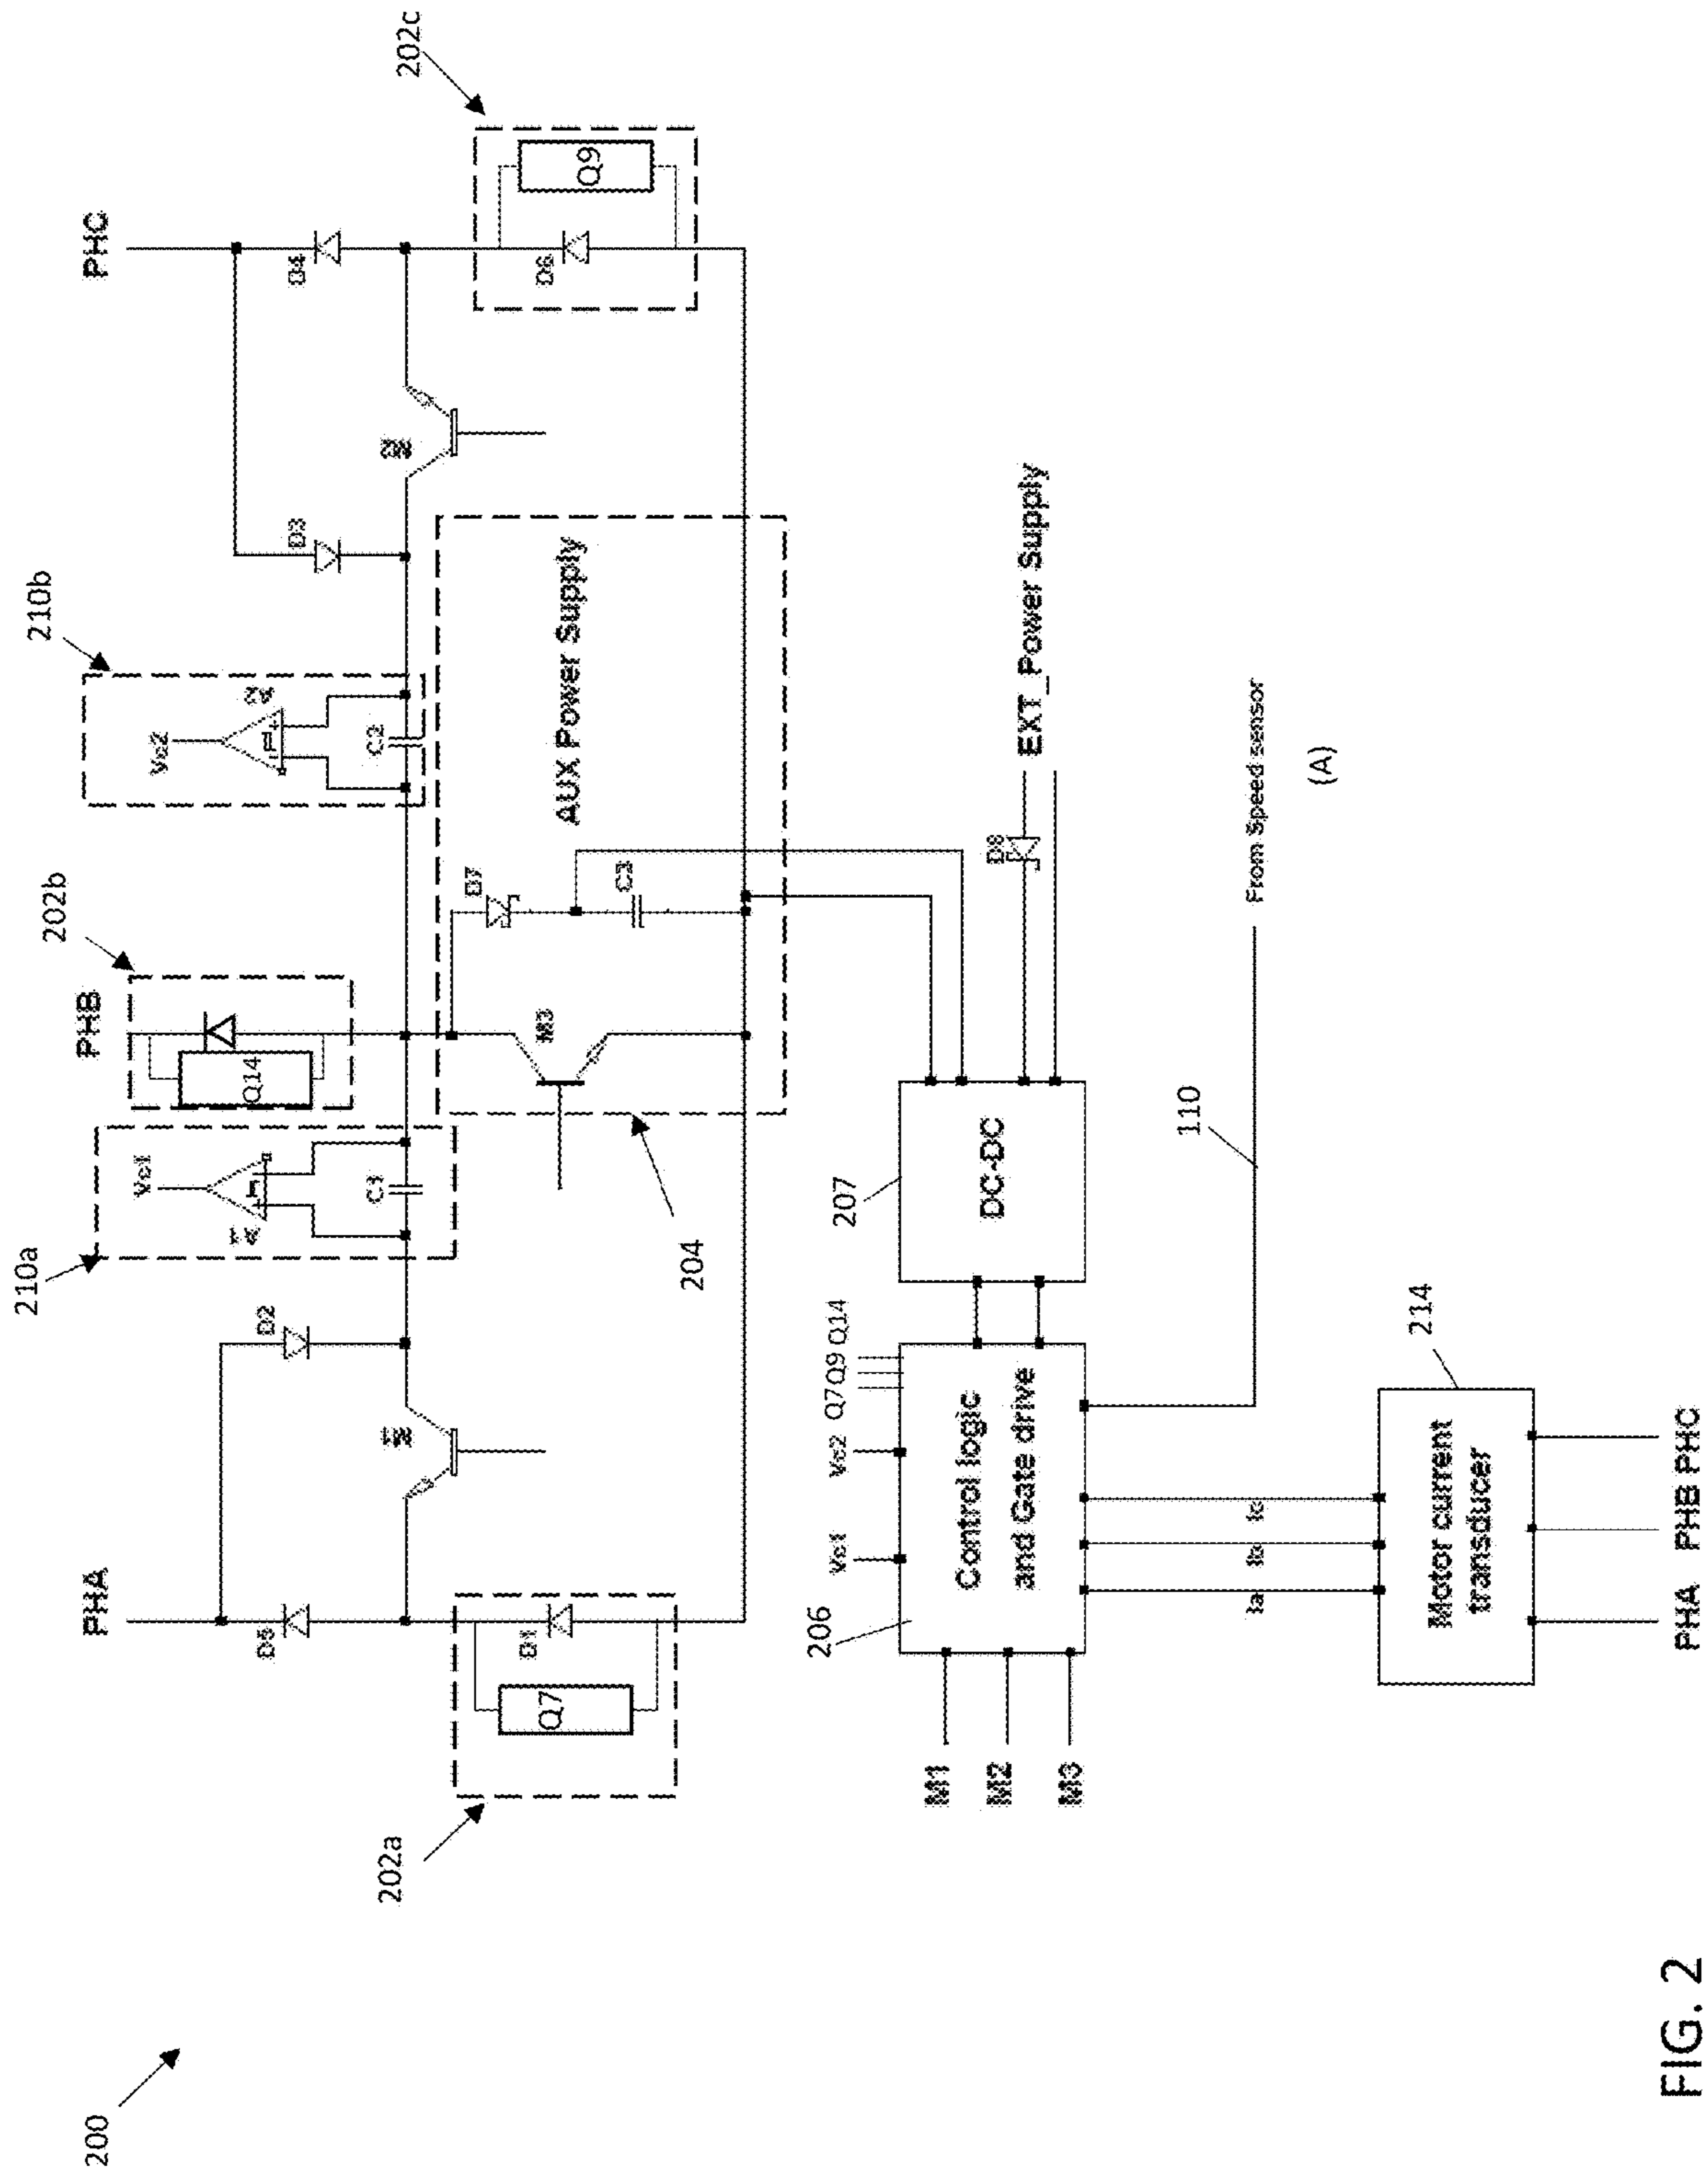 200
PHA
PHB
PHC
210a
202b
210b
202c
Vc1
Vc2
Q14
D5
D2
D3
D4
C1
C2
M3
D7
C3
AUX Power Supply
Q7
D1
D6
Q9
202a
204
206
207
Vc1
Vc2
Q7 Q9 Q14
Control logic
and Gate drive
DC-DC
M1
M2
M3
D8
EXT_Power Supply
110
From Speed sensor
(A)
Ia
Ib
Ic
214
Motor current
transducer
PHA
PHB
PHC
FIG. 2